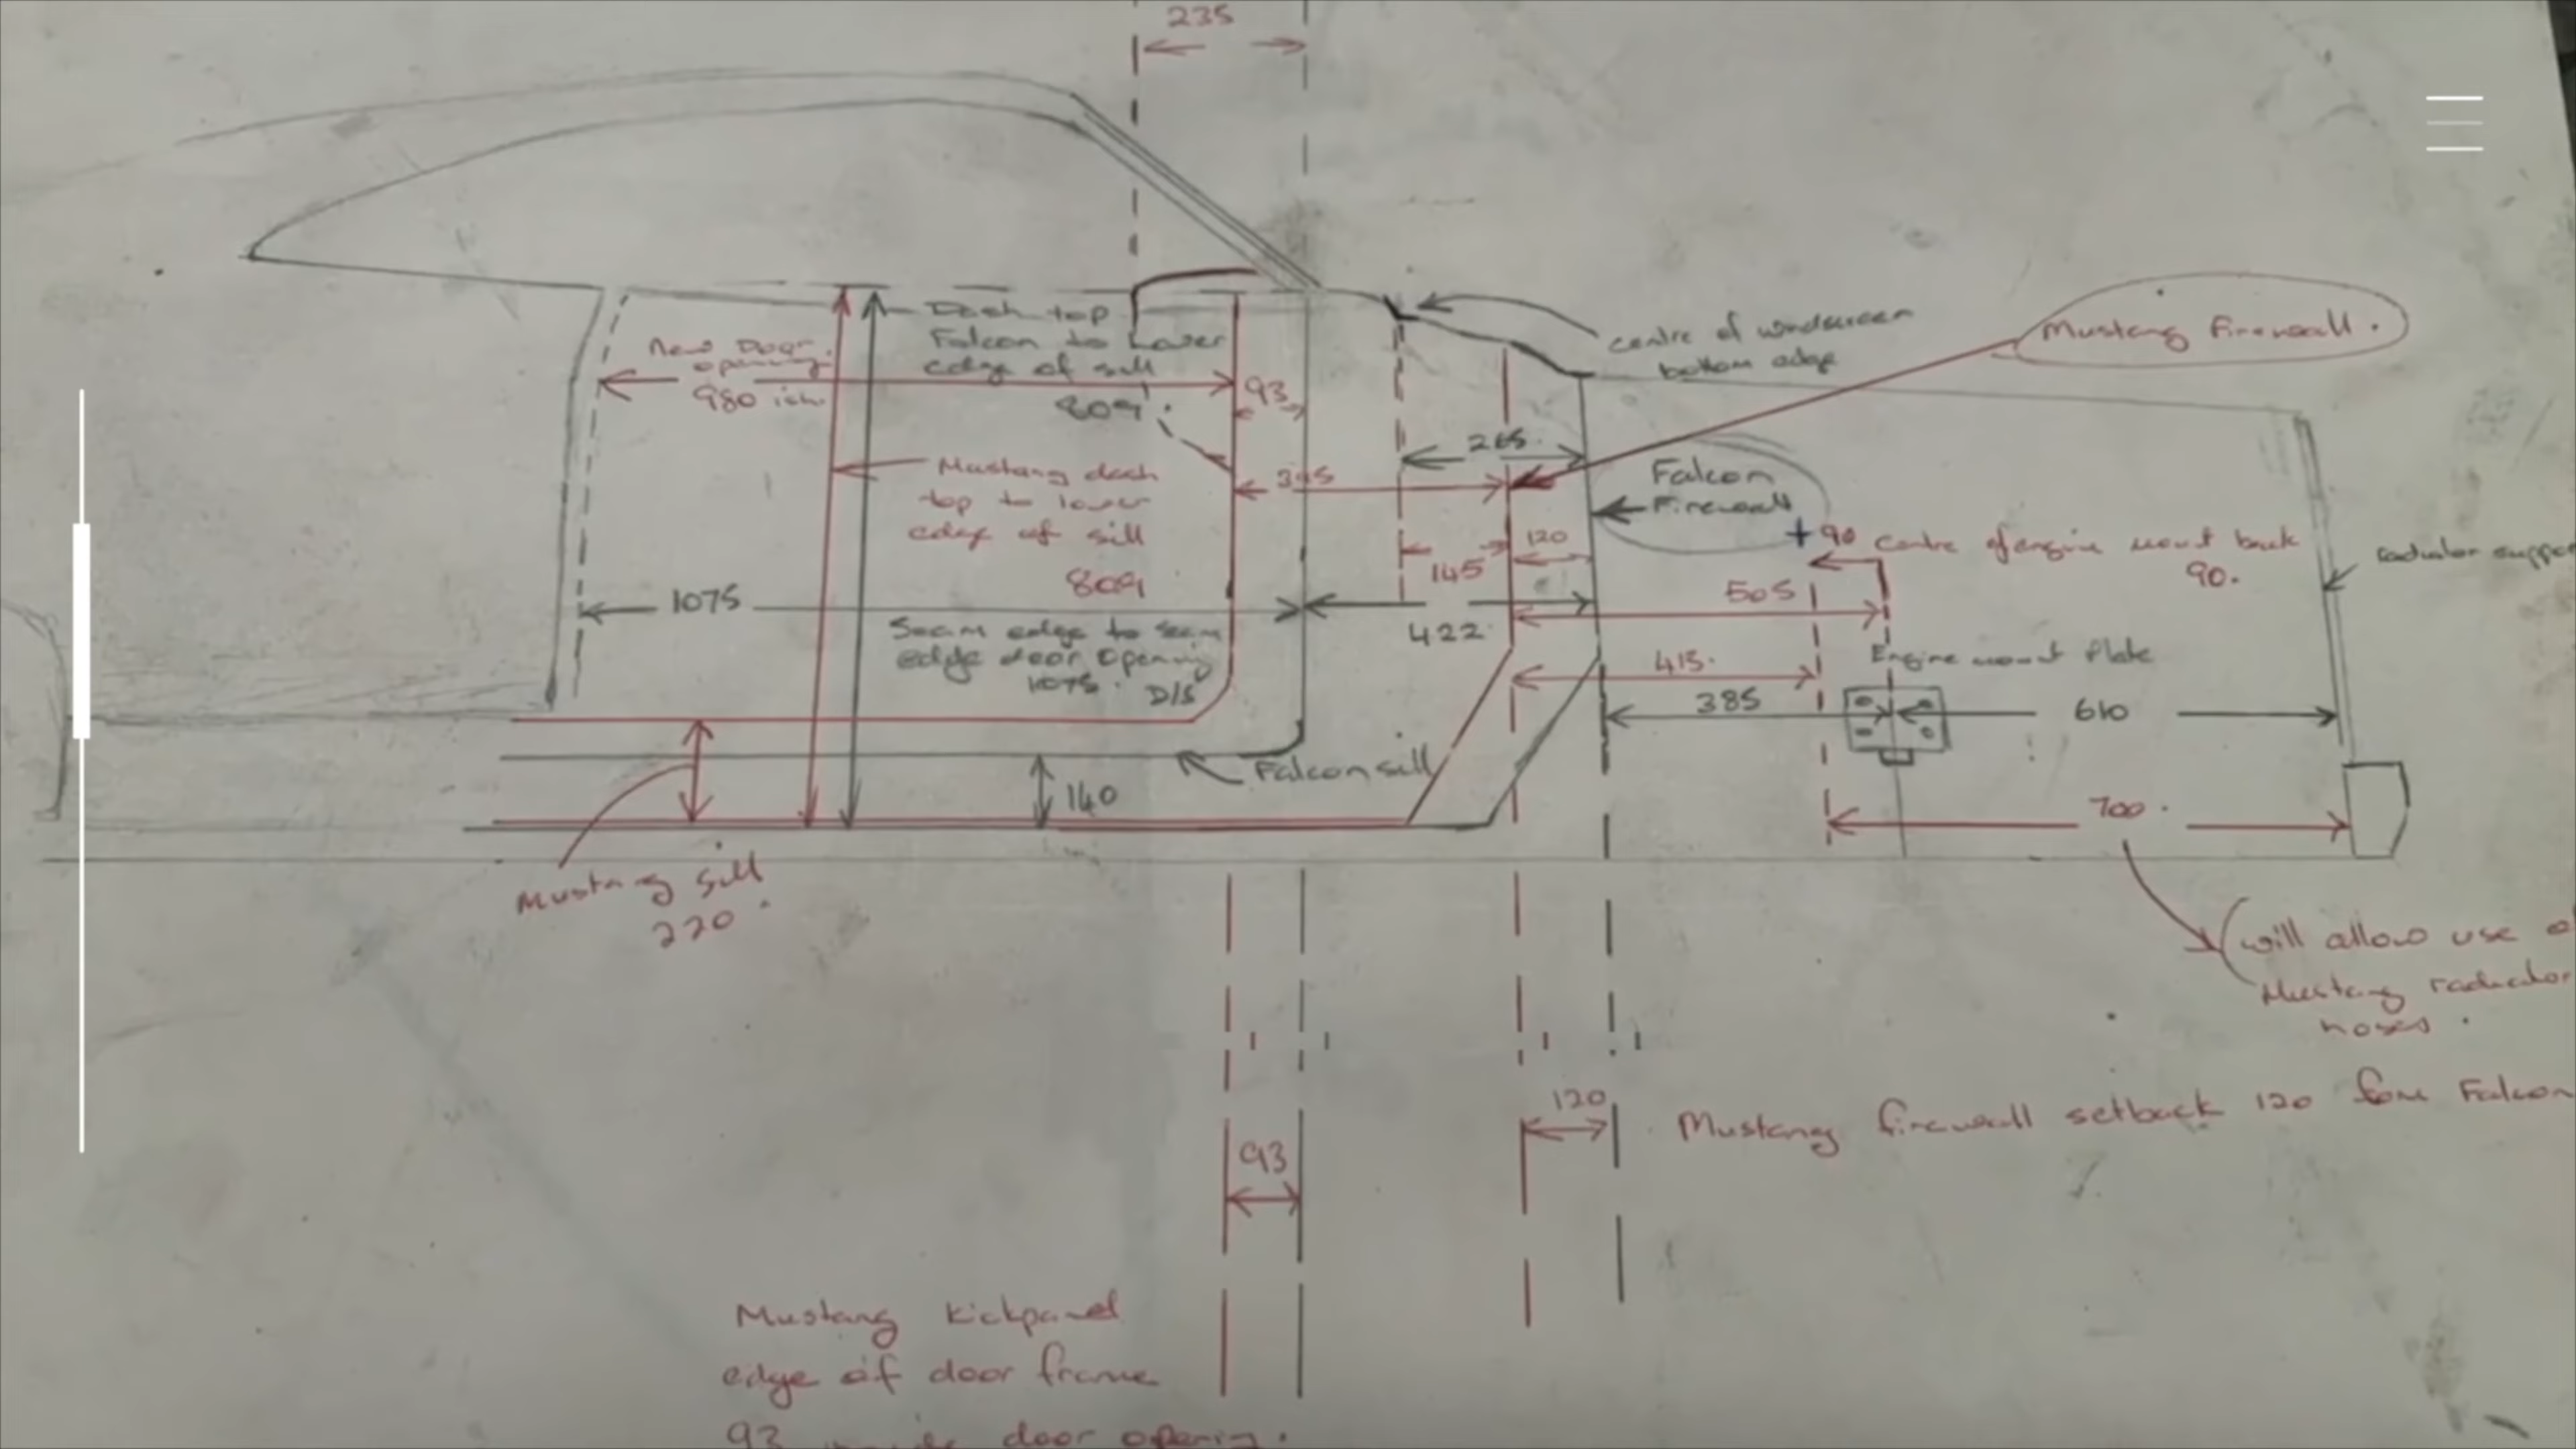 235
Dash top
Falcon to lower
edge of sill
809
New Door
opening
980 ish.
93
centre of windscreen
bottom edge
Mustang Firewall.
265.
Falcon
Firewall
Mustang dash
top to lower
edge of sill
809
120
145
+90 centre of engine mount back
90.
radiator
505
1075
422
Seam edge to seam
edge door opening
1075.
D/S
Engine mount Plate
415.
385
610
Falcon sill
140
700.
Mustang sill
220
will allow use
Mustang radiator
hoses.
120
Mustang firewall setback 120 Falcon
93
Mustang kickpanel
edge of door frame
93 door opening.